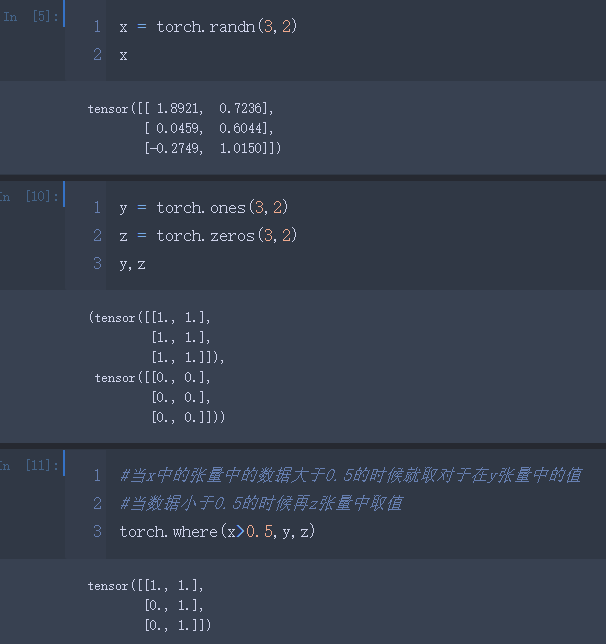 In [5]:
1 x = torch.randn(3,2)
2 x
tensor([[ 1.8921,  0.7236],
        [ 0.0459,  0.6044],
        [-0.2749,  1.0150]])
In [10]:
1 y = torch.ones(3,2)
2 z = torch.zeros(3,2)
3 y,z
(tensor([[1., 1.],
         [1., 1.],
         [1., 1.]]),
 tensor([[0., 0.],
         [0., 0.],
         [0., 0.]]))
In [11]:
1 #当x中的张量中的数据大于0.5的时候就取对于在y张量中的值
2 #当数据小于0.5的时候再z张量中取值
3 torch.where(x>0.5,y,z)
tensor([[1., 1.],
        [0., 1.],
        [0., 1.]])